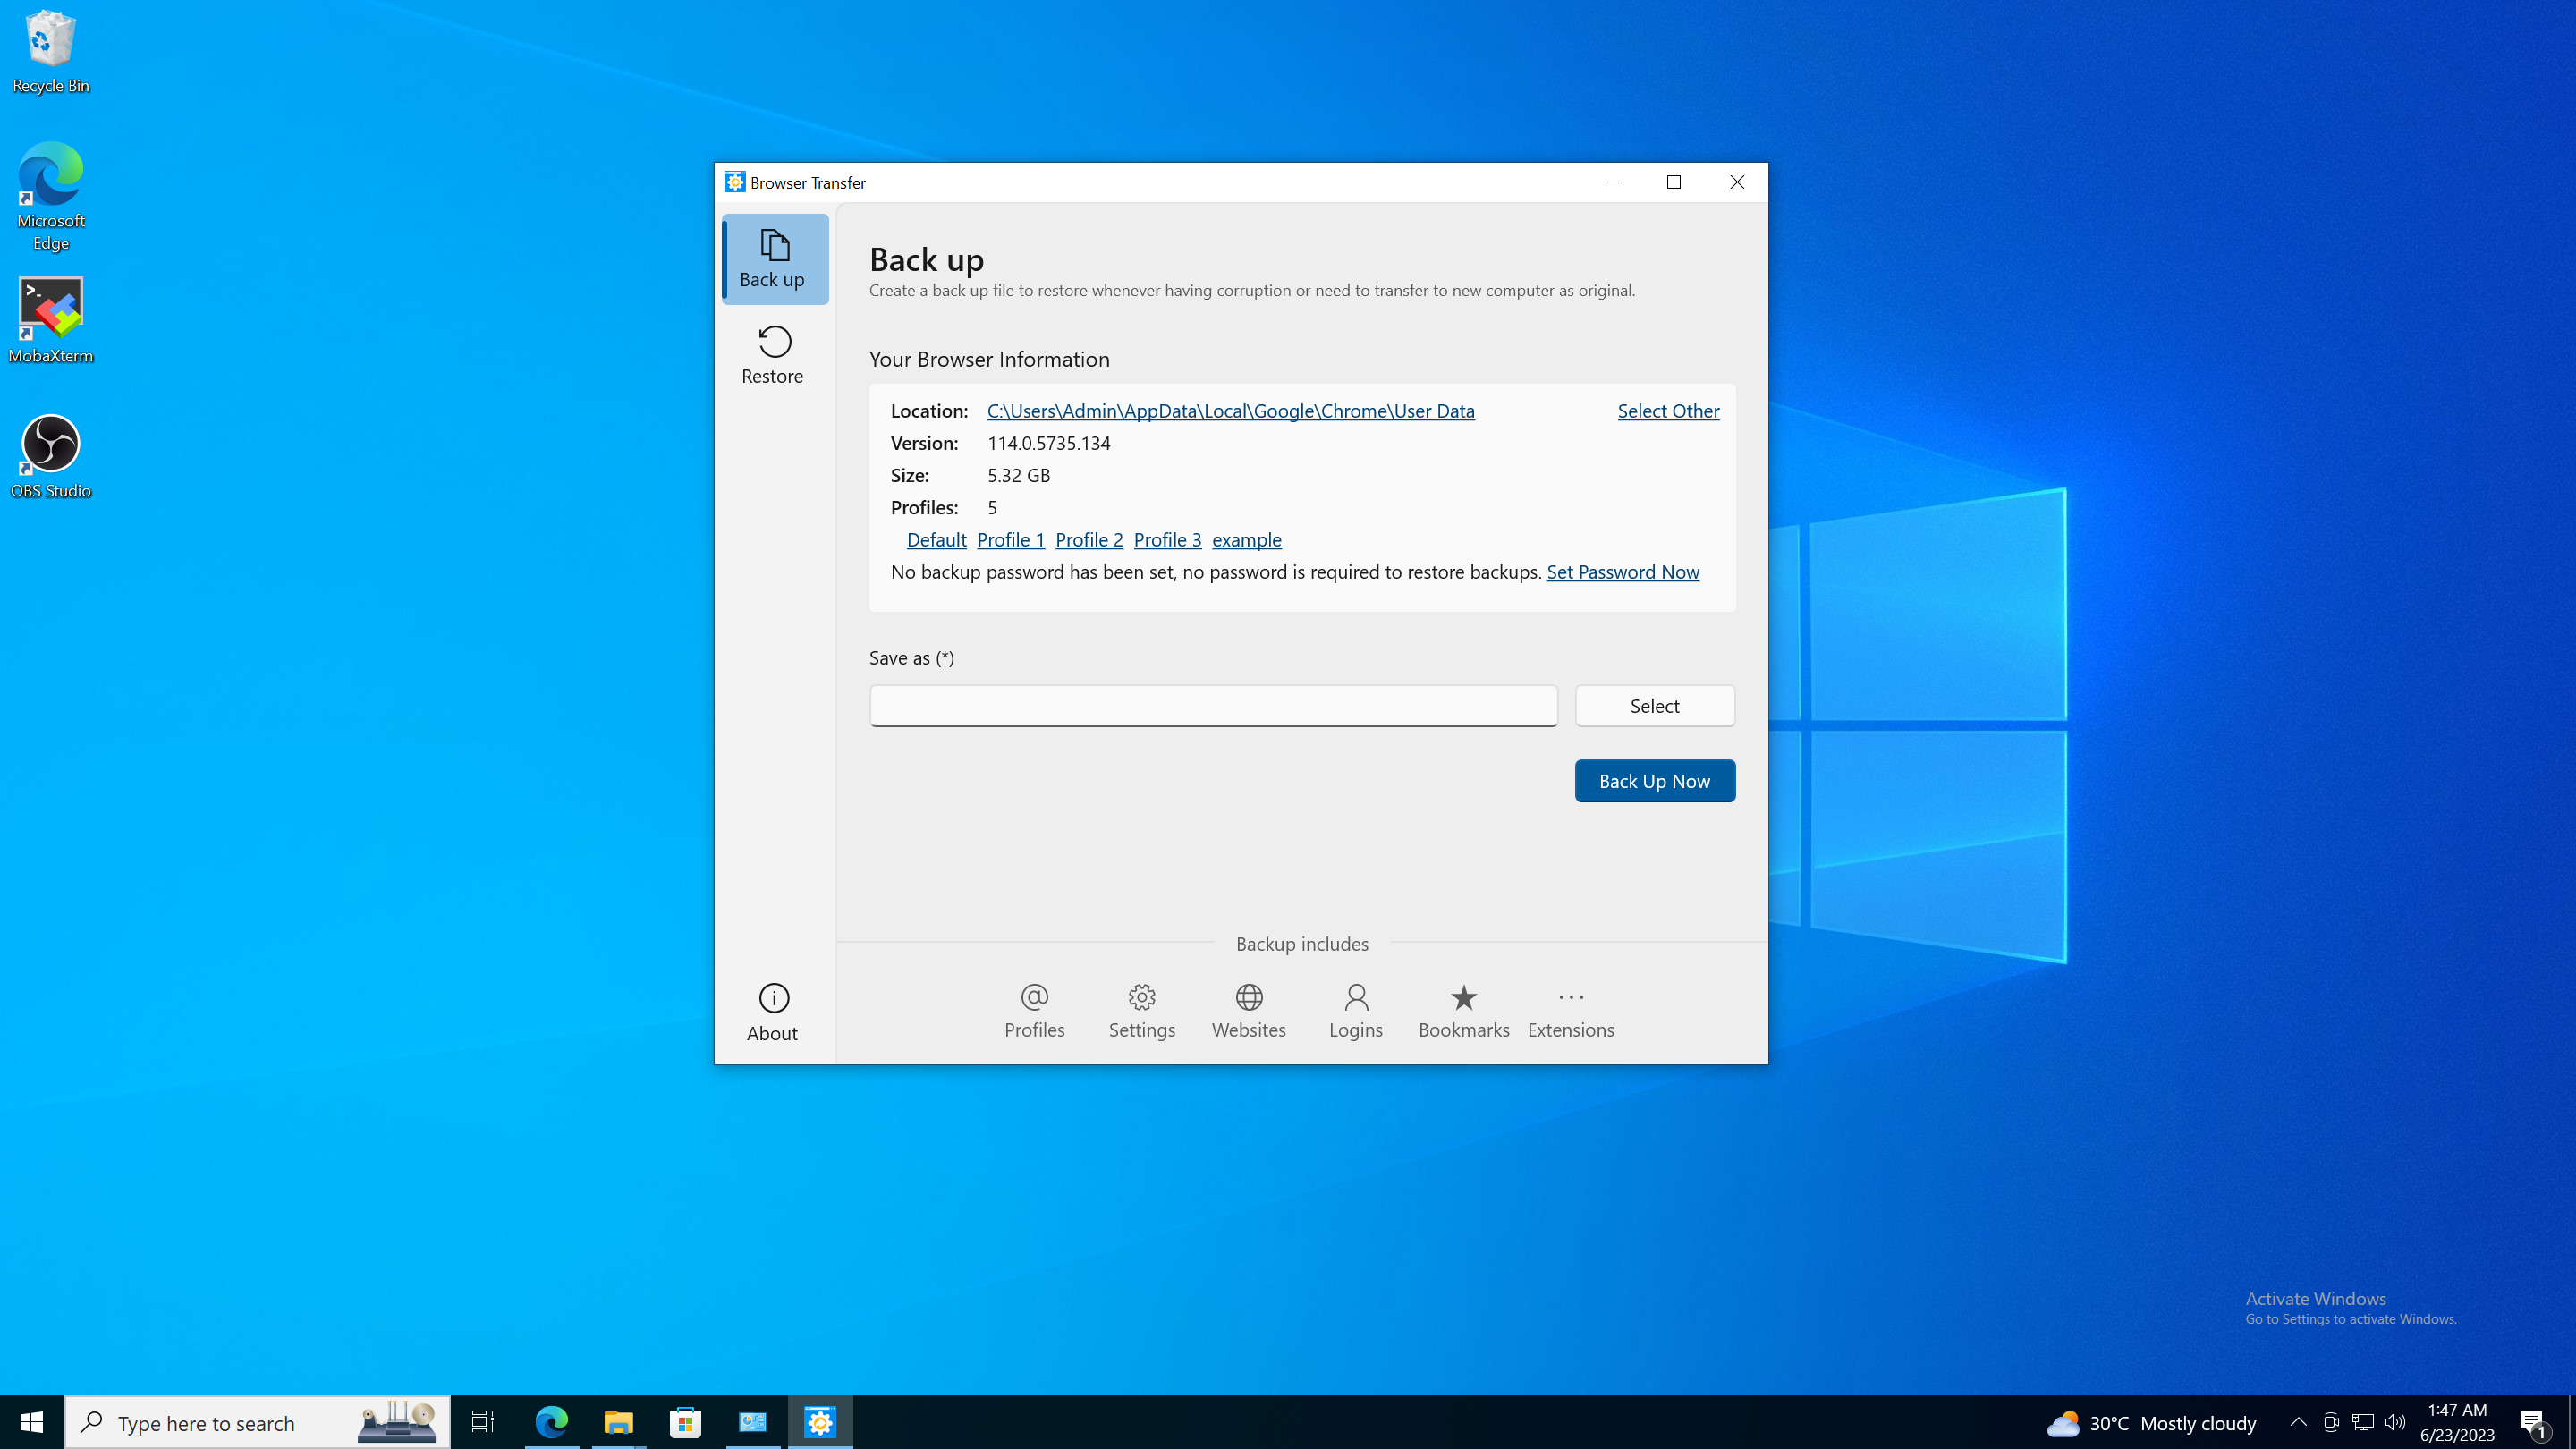 Recycle Bin
Microsoft
Edge
MobaXterm
OBS Studio
Browser Transfer
Back up
Restore
About
Back up
Create a back up file to restore whenever having corruption or need to transfer to new computer as original.
Your Browser Information
Location: C:\Users\Admin\AppData\Local\Google\Chrome\User Data Select Other
Version: 114.0.5735.134
Size: 5.32 GB
Profiles: 5
Default Profile 1 Profile 2 Profile 3 example
No backup password has been set, no password is required to restore backups. Set Password Now
Save as (*)
Select
Back Up Now
Backup includes
Profiles Settings Websites Logins Bookmarks Extensions
Activate Windows
Go to Settings to activate Windows.
Type here to search
30°C Mostly cloudy
1:47 AM
6/23/2023
1